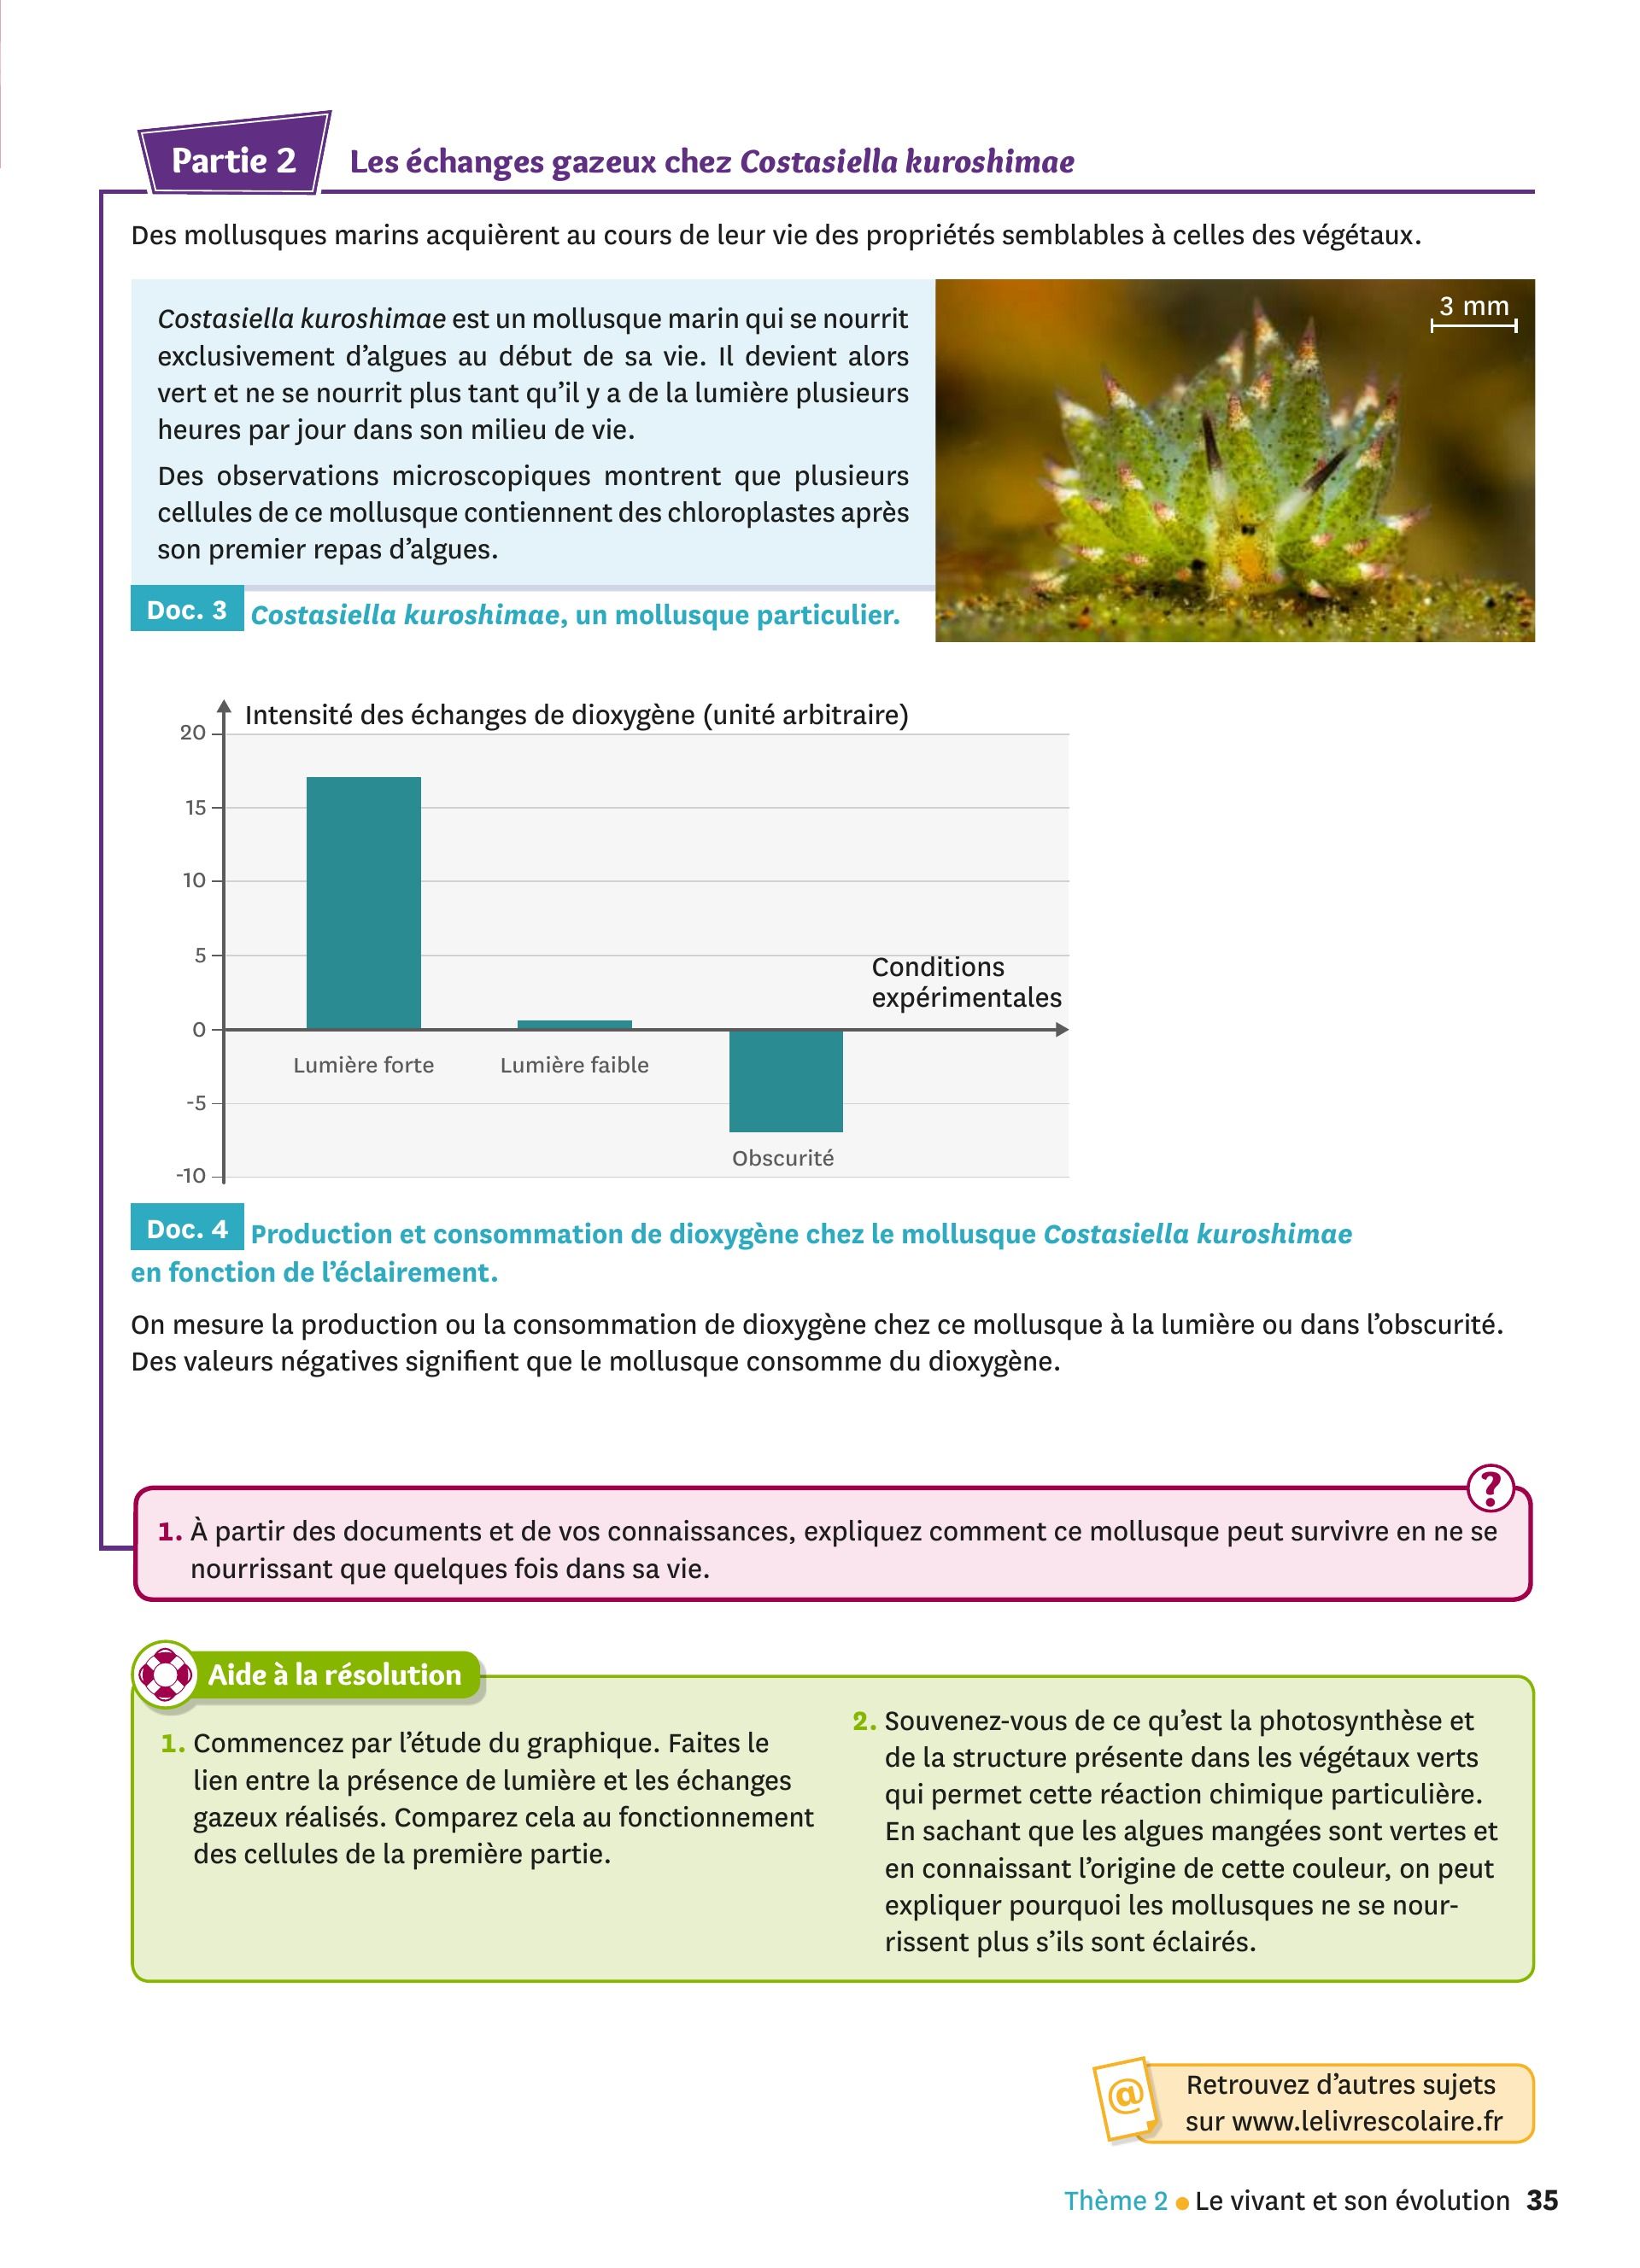 Partie 2
Les échanges gazeux chez Costasiella kuroshimae
Des mollusques marins acquièrent au cours de leur vie des propriétés semblables à celles des végétaux.
Costasiella kuroshimae est un mollusque marin qui se nourrit
exclusivement d'algues au début de sa vie. Il devient alors
vert et ne se nourrit plus tant qu'il y a de la lumière plusieurs
heures par jour dans son milieu de vie.
Des observations microscopiques montrent que plusieurs
cellules de ce mollusque contiennent des chloroplastes après
son premier repas d'algues.
3 mm
Doc. 3 Costasiella kuroshimae, un mollusque particulier.
Intensité des échanges de dioxygène (unité arbitraire)
20
15
10
5
0
-5
-10
Conditions
expérimentales
Lumière forte
Lumière faible
Obscurité
Doc. 4 Production et consommation de dioxygène chez le mollusque Costasiella kuroshimae
en fonction de l'éclairement.
On mesure la production ou la consommation de dioxygène chez ce mollusque à la lumière ou dans l'obscurité.
Des valeurs négatives signifient que le mollusque consomme du dioxygène.
?
1. À partir des documents et de vos connaissances, expliquez comment ce mollusque peut survivre en ne se
nourrissant que quelques fois dans sa vie.
Aide à la résolution
1. Commencez par l'étude du graphique. Faites le
lien entre la présence de lumière et les échanges
gazeux réalisés. Comparez cela au fonctionnement
des cellules de la première partie.
2. Souvenez-vous de ce qu'est la photosynthèse et
de la structure présente dans les végétaux verts
qui permet cette réaction chimique particulière.
En sachant que les algues mangées sont vertes et
en connaissant l'origine de cette couleur, on peut
expliquer pourquoi les mollusques ne se nour-
rissent plus s'ils sont éclairés.
@
Retrouvez d'autres sujets
sur www.lelivrescolaire.fr
Thème 2 • Le vivant et son évolution 35